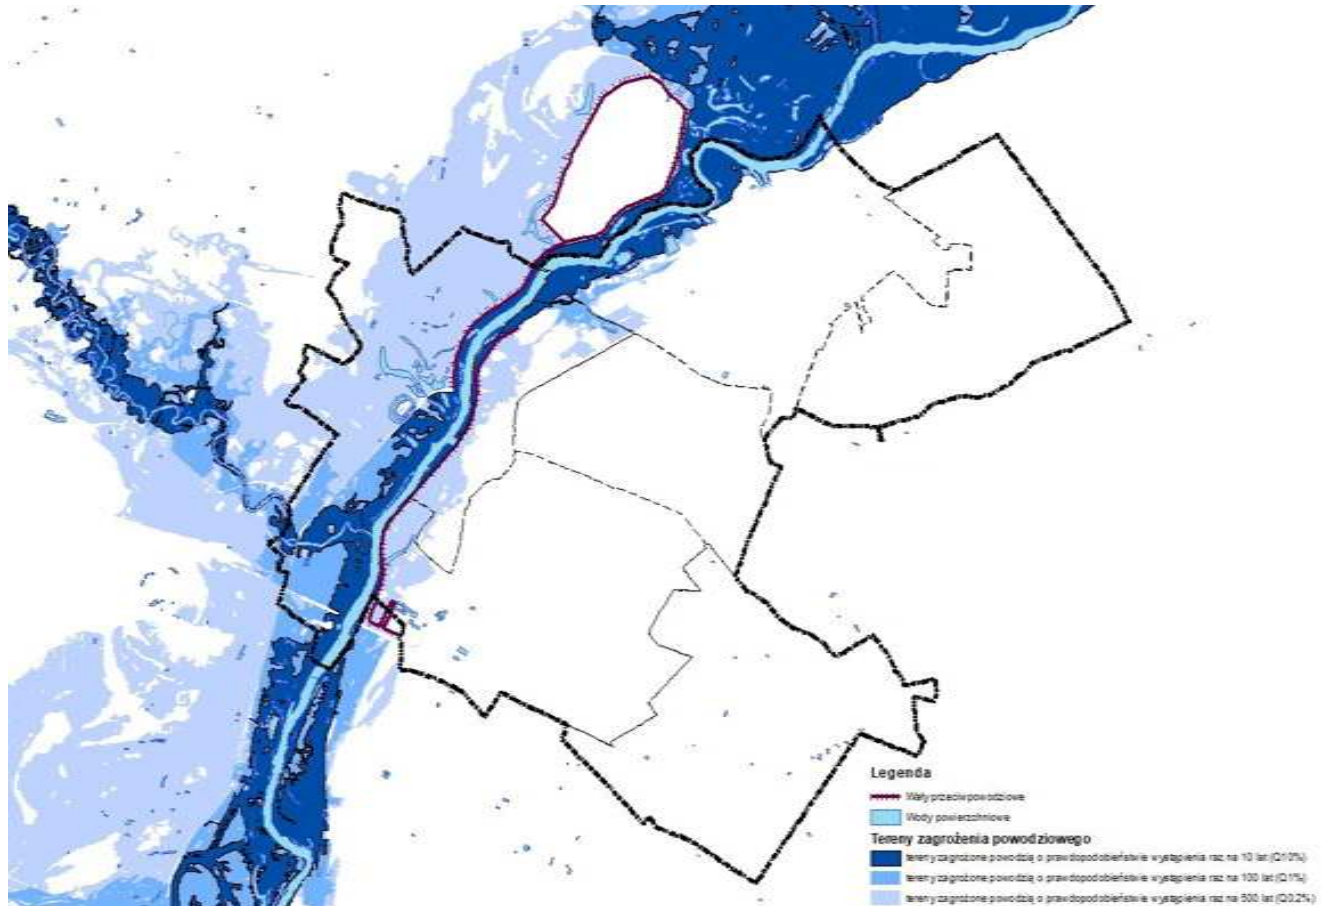 Legenda
Wały przeciwpowodziowe
Wody powierzchniowe
Tereny zagrożenia powodziowego
tereny zagrożone powodzią o prawdopodobieństwie wystąpienia raz na 10 lat (Q10%)
tereny zagrożone powodzią o prawdopodobieństwie wystąpienia raz na 100 lat (Q1%)
tereny zagrożone powodzią o prawdopodobieństwie wystąpienia raz na 500 lat (Q0,2%)